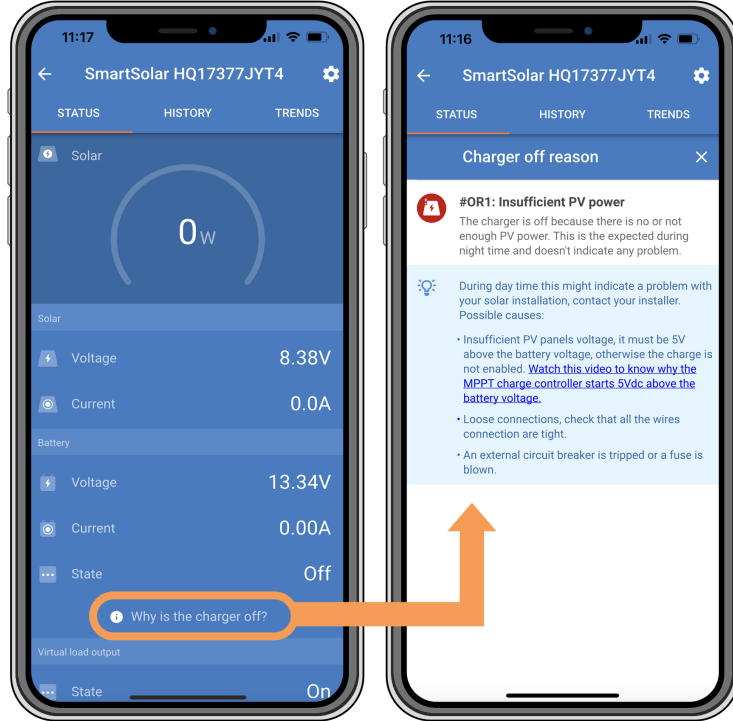 11:17
SmartSolar HQ17377JYT4
STATUS HISTORY TRENDS
Solar
0W
Solar
Voltage 8.38V
Current 0.0A
Battery
Voltage 13.34V
Current 0.00A
State Off
Why is the charger off?
Virtual load output
State On
11:16
SmartSolar HQ17377JYT4
STATUS HISTORY TRENDS
Charger off reason
#OR1: Insufficient PV power
The charger is off because there is no or not
enough PV power. This is the expected during
night time and doesn't indicate any problem.
During day time this might indicate a problem with
your solar installation, contact your installer.
Possible causes:
• Insufficient PV panels voltage, it must be 5V
above the battery voltage, otherwise the charge is
not enabled. Watch this video to know why the
MPPT charge controller starts 5Vdc above the
battery voltage.
• Loose connections, check that all the wires
connection are tight.
• An external circuit breaker is tripped or a fuse is
blown.